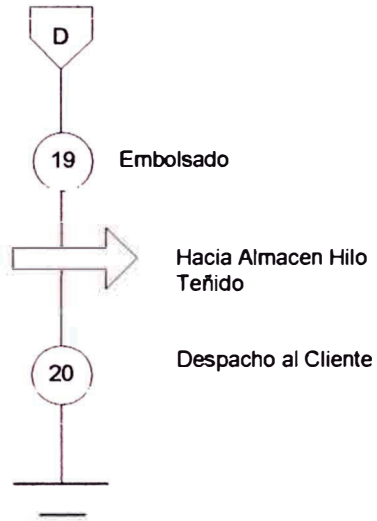 D
19 Embolsado
Hacia Almacen Hilo
Teñido
20 Despacho al Cliente